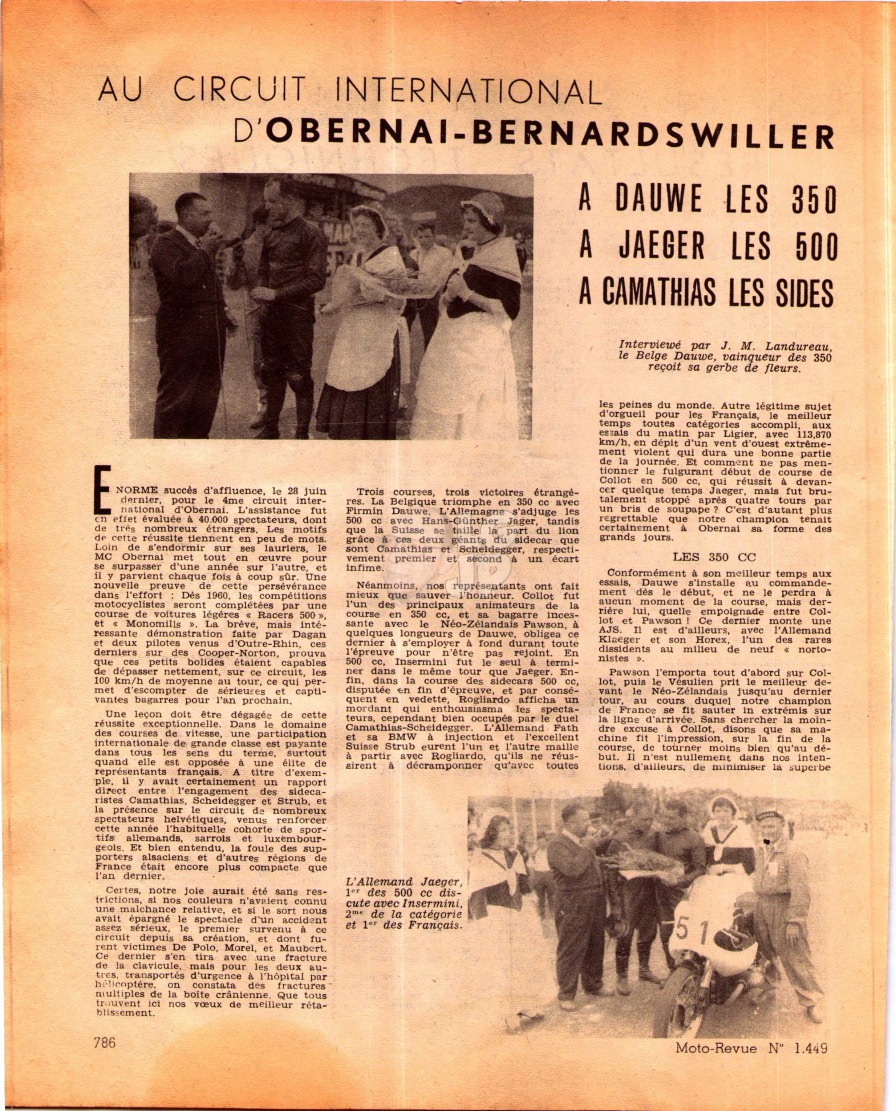 AU CIRCUIT INTERNATIONAL
D'OBERNAI-BERNARDSWILLER
A DAUWE LES 350
A JAEGER LES 500
A CAMATHIAS LES SIDES
Interviewé par J. M. Landureau,
le Belge Dauwe, vainqueur des 350
reçoit sa gerbe de fleurs.
ENORME succès d'affluence, le 28 juin
dernier, pour le 4me circuit inter-
national d'Obernai. L'assistance fut
en effet évaluée à 40.000 spectateurs, dont
de très nombreux étrangers. Les motifs
de cette réussite tiennent en peu de mots.
Loin de s'endormir sur ses lauriers, le
MC Obernai met tout en œuvre pour
se surpasser d'une année sur l'autre, et
il y parvient chaque fois à coup sûr. Une
nouvelle preuve de cette persévérance
dans l'effort : Dès 1960, les compétitions
motocyclistes seront complétées par une
course de voitures légères « Racers 500 »,
et « Monomills ». La brève, mais inté-
ressante démonstration faite par Dagan
et deux pilotes venus d'Outre-Rhin, ces
derniers sur des Cooper-Norton, prouva
que ces petits bolides étaient capables
de dépasser nettement, sur ce circuit, les
100 km/h de moyenne au tour, ce qui per-
met d'escompter de sérieuses et capti-
vantes bagarres pour l'an prochain.
Une leçon doit être dégagée de cette
réussite exceptionnelle. Dans le domaine
des courses de vitesse, une participation
internationale de grande classe est payante
dans tous les sens du terme, surtout
quand elle est opposée à une élite de
représentants français. A titre d'exem-
ple, il y avait certainement un rapport
direct entre l'engagement des sideca-
ristes Camathias, Scheidegger et Strub, et
la présence sur le circuit de nombreux
spectateurs helvétiques, venus renforcer
cette année l'habituelle cohorte de spor-
tifs allemands, sarrois et luxembour-
geois. Et bien entendu, la foule des sup-
porters alsaciens et d'autres régions de
France était encore plus compacte que
l'an dernier.
Certes, notre joie aurait été sans res-
trictions, si nos couleurs n'avaient connu
une malchance relative, et si le sort nous
avait épargné le spectacle d'un accident
assez sérieux, le premier survenu à ce
circuit depuis sa création, et dont fu-
rent victimes De Polo, Morel, et Maubert.
Ce dernier s'en tira avec une fracture
de la clavicule, mais pour les deux au-
tres, transportés d'urgence à l'hôpital par
hélicoptère, on constata des fractures
multiples de la boîte crânienne. Que tous
trouvent ici nos vœux de meilleur réta-
blissement.
Trois courses, trois victoires étrangè-
res. La Belgique triomphe en 350 cc avec
Firmin Dauwe. L'Allemagne s'adjuge les
500 cc avec Hans-Günther Jager, tandis
que la Suisse se taille la part du lion
grâce à ces deux géants du sidecar que
sont Camathias et Scheidegger, respecti-
vement premier et second à un écart
infime.
Néanmoins, nos représentants ont fait
mieux que sauver l'honneur. Collot fut
l'un des principaux animateurs de la
course en 350 cc, et sa bagarre inces-
sante avec le Néo-Zélandais Pawson, à
quelques longueurs de Dauwe, obligea ce
dernier à s'employer à fond durant toute
l'épreuve pour n'être pas rejoint. En
500 cc, Insermini fut le seul à termi-
ner dans le même tour que Jaeger. En-
fin, dans la course des sidecars 500 cc,
disputée en fin d'épreuve, et par consé-
quent en vedette, Rogliardo afficha un
mordant qui enthousiasma les specta-
teurs, cependant bien occupés par le duel
Camathias-Scheidegger. L'Allemand Fath
et sa BMW à injection et l'excellent
Suisse Strub eurent l'un et l'autre maille
à partir avec Rogliardo, qu'ils ne réus-
sirent à décramponner qu'avec toutes
les peines du monde. Autre légitime sujet
d'orgueil pour les Français, le meilleur
temps toutes catégories accompli, aux
essais du matin par Ligier, avec 113,870
km/h, en dépit d'un vent d'ouest extrême-
ment violent qui dura une bonne partie
de la journée. Et comment ne pas men-
tionner le fulgurant début de course de
Collot en 500 cc, qui réussit à devan-
cer quelque temps Jaeger, mais fut bru-
talement stoppé après quatre tours par
un bris de soupape ? C'est d'autant plus
regrettable que notre champion tenait
certainement à Obernai sa forme des
grands jours.
LES 350 CC
Conformément à son meilleur temps aux
essais, Dauwe s'installe au commande-
ment dès le début, et ne le perdra à
aucun moment de la course, mais der-
rière lui, quelle empoignade entre Col-
lot et Pawson ! Ce dernier monte une
AJS. Il est d'ailleurs, avec l'Allemand
Klaeger et son Horex, l'un des rares
dissidents au milieu de neuf « norto-
nistes ».
Pawson l'emporta tout d'abord sur Col-
lot, puis le Vésulien prit le meilleur de-
vant le Néo-Zélandais jusqu'au dernier
tour, au cours duquel notre champion
de France se fit sauter in extrémis sur
la ligne d'arrivée. Sans chercher la moin-
dre excuse à Collot, disons que sa ma-
chine fit l'impression, sur la fin de la
course, de tourner moins bien qu'au dé-
but. Il n'est nullement dans nos inten-
tions, d'ailleurs, de minimiser la superbe
L'Allemand Jaeger,
1er des 500 cc dis-
cute avec Insermini,
2me de la catégorie
et 1er des Français.
51
786
Moto-Revue N° 1.449